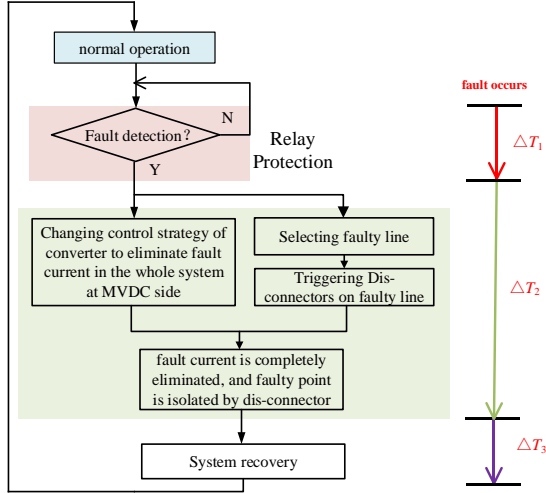 normal operation
fault occurs
Fault detection?
N
Y
Relay
Protection
△T1
Changing control strategy of
converter to eliminate fault
current in the whole system
at MVDC side
Selecting faulty line
Triggering Dis-
connectors on faulty line
△T2
fault current is completely
eliminated, and faulty point
is isolated by dis-connector
System recovery
△T3